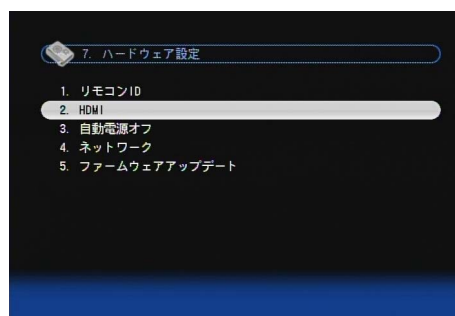 7. ハードウェア設定
1. リモコンID
2. HDMI
3. 自動電源オフ
4. ネットワーク
5. ファームウェアアップデート